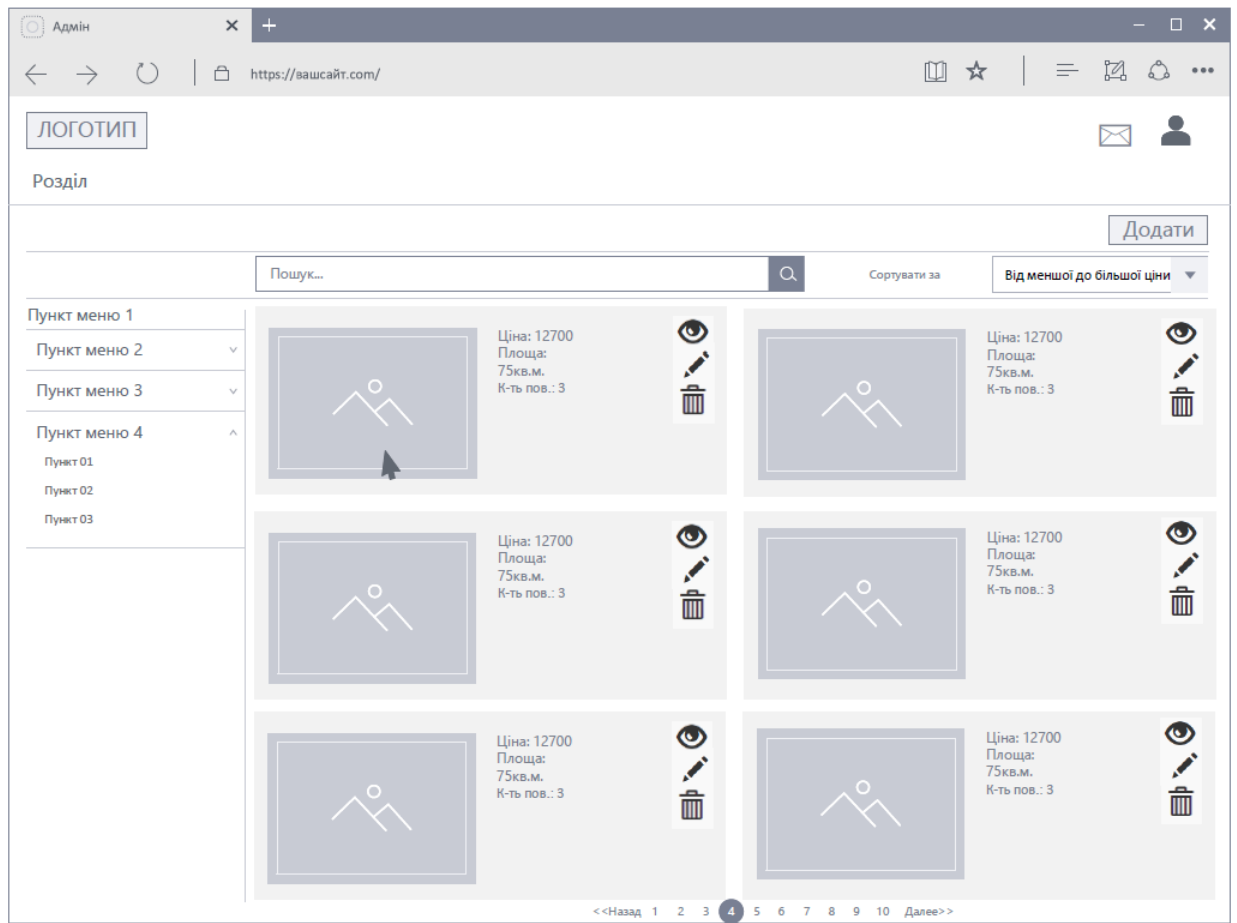 Адмін
https://вашсайт.com/
ЛОГОТИП
Розділ
Додати
Пошук...
Сортувати за
Від меншої до більшої ціни
Пункт меню 1
Пункт меню 2
Пункт меню 3
Пункт меню 4
Пункт 01
Пункт 02
Пункт 03
Ціна: 12700
Площа:
75кв.м.
К-ть пов.: 3
Ціна: 12700
Площа:
75кв.м.
К-ть пов.: 3
Ціна: 12700
Площа:
75кв.м.
К-ть пов.: 3
Ціна: 12700
Площа:
75кв.м.
К-ть пов.: 3
Ціна: 12700
Площа:
75кв.м.
К-ть пов.: 3
Ціна: 12700
Площа:
75кв.м.
К-ть пов.: 3
<<Назад 1 2 3 4 5 6 7 8 9 10 Далее>>